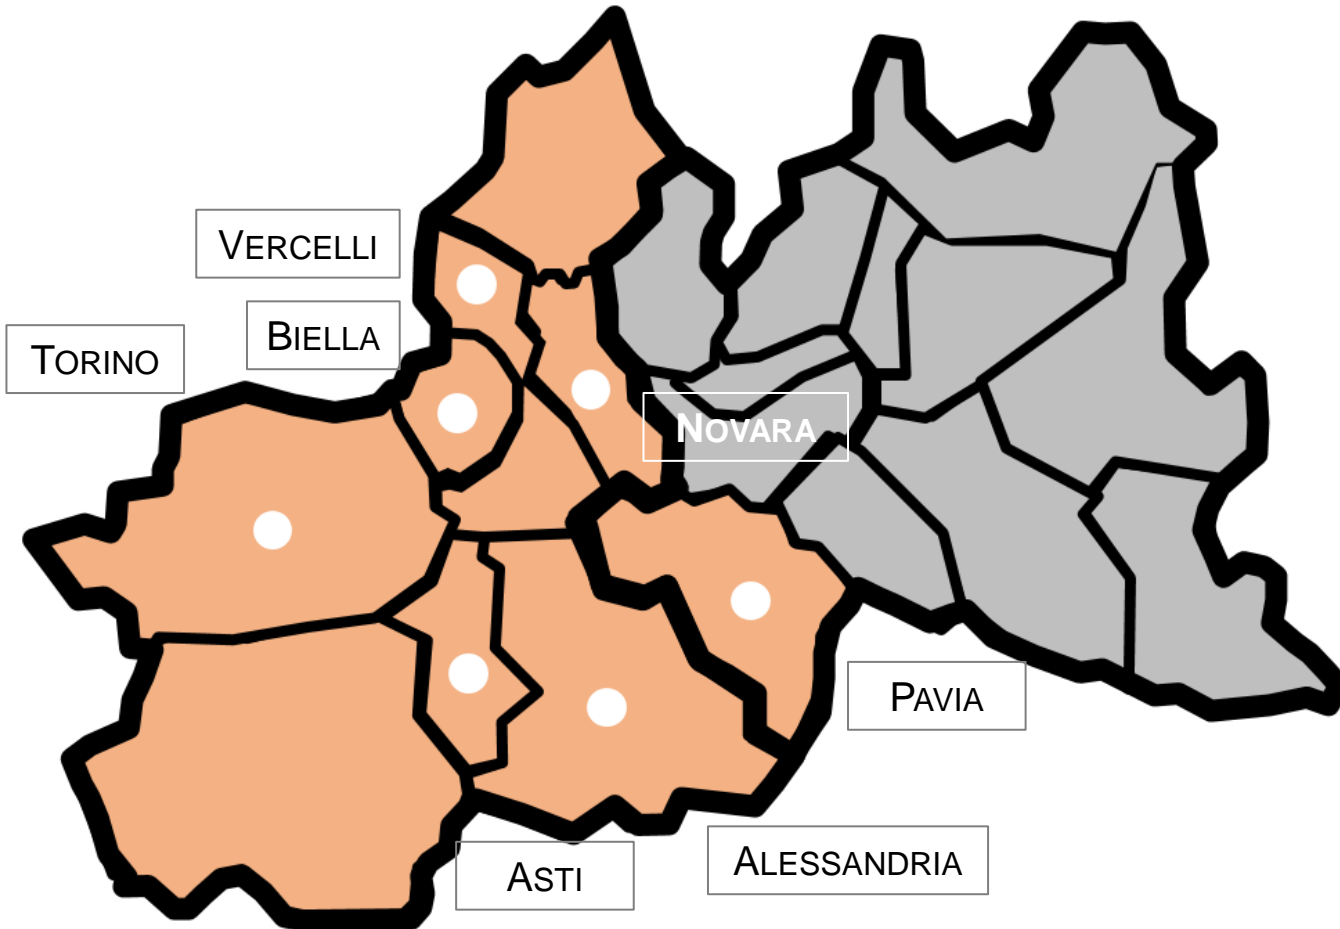 VERCELLI
BIELLA
TORINO
NOVARA
PAVIA
ALESSANDRIA
ASTI